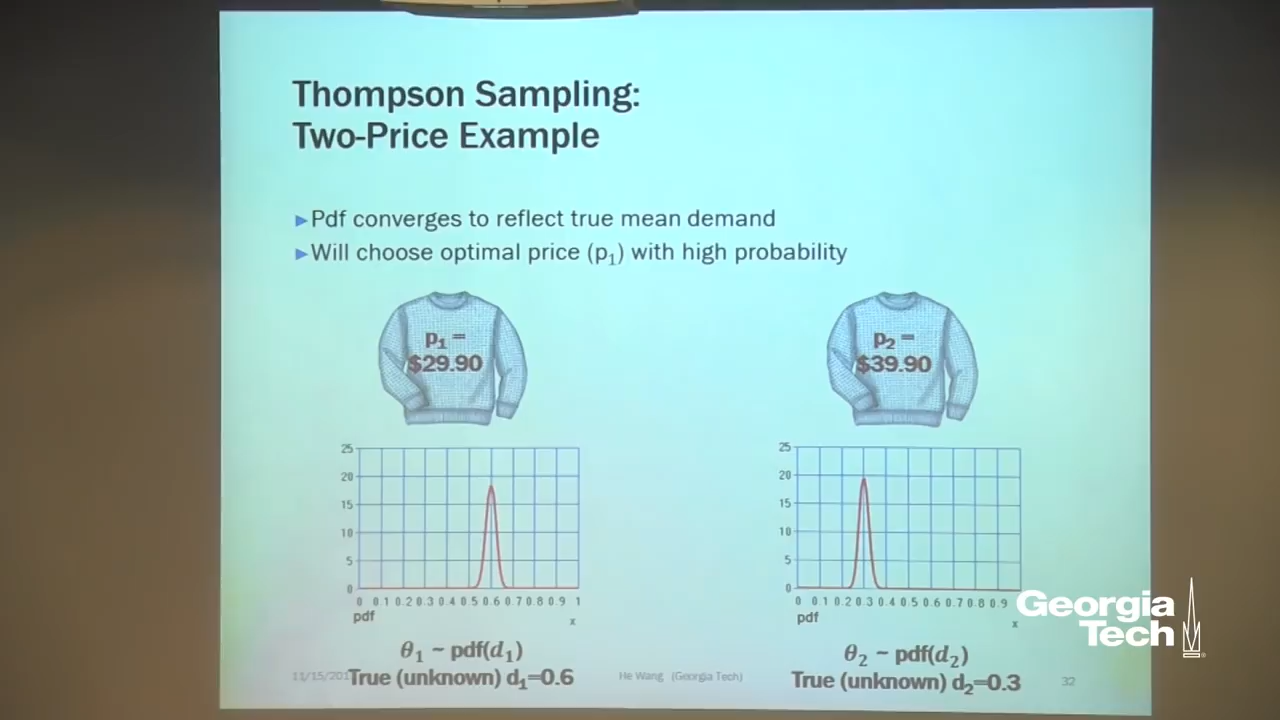 Thompson Sampling:
Two-Price Example
►Pdf converges to reflect true mean demand
►Will choose optimal price (p₁) with high probability
p₁ =
$29.90
p₂ =
$39.90
25
20
15
10
5
0
0 0.1 0.2 0.3 0.4 0.5 0.6 0.7 0.8 0.9 1
pdf
x
25
20
15
10
5
0
0 0.1 0.2 0.3 0.4 0.5 0.6 0.7 0.8 0.9
pdf
x
θ₁ ~ pdf(d₁)
True (unknown) d₁=0.6
θ₂ ~ pdf(d₂)
True (unknown) d₂=0.3
11/15/201
He Wang (Georgia Tech)
32
Georgia
Tech